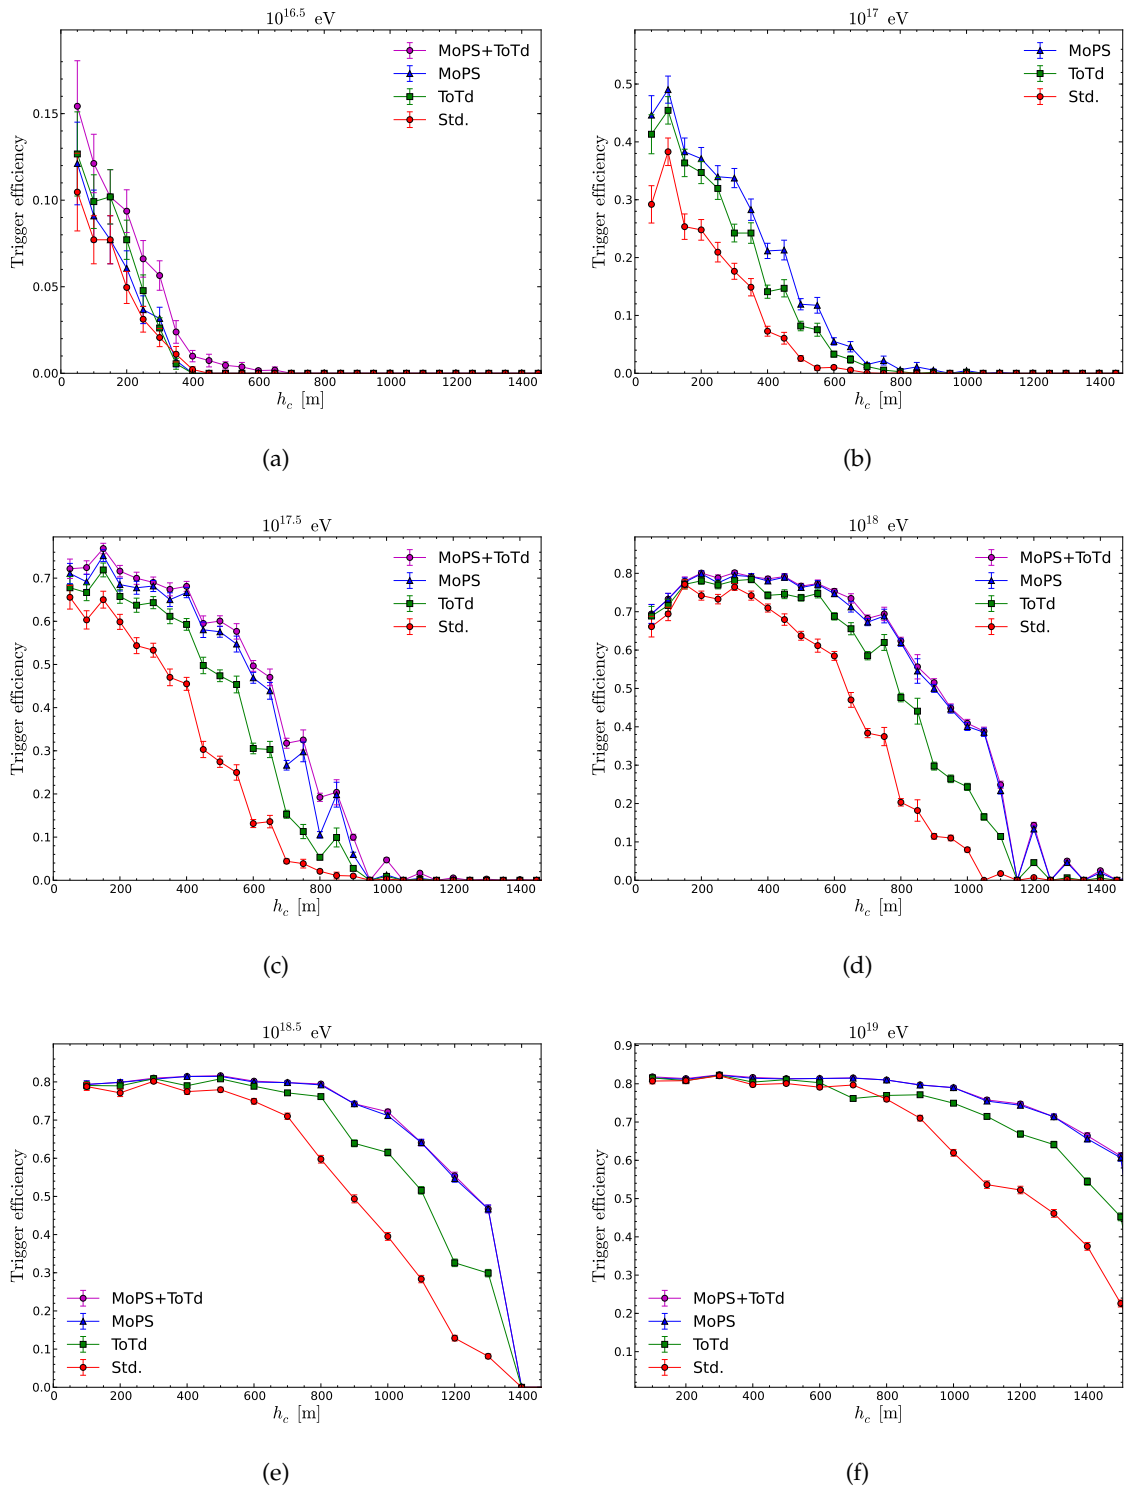 10^16.5 eV
MoPS+ToTd
MoPS
ToTd
Std.
Trigger efficiency
0.15
0.10
0.05
0.00
0 200 400 600 800 1000 1200 1400
h_c [m]
(a)
10^17 eV
MoPS
ToTd
Std.
Trigger efficiency
0.5
0.4
0.3
0.2
0.1
0.0
0 200 400 600 800 1000 1200 1400
h_c [m]
(b)
10^17.5 eV
MoPS+ToTd
MoPS
ToTd
Std.
Trigger efficiency
0.7
0.6
0.5
0.4
0.3
0.2
0.1
0.0
0 200 400 600 800 1000 1200 1400
h_c [m]
(c)
10^18 eV
MoPS+ToTd
MoPS
ToTd
Std.
Trigger efficiency
0.8
0.7
0.6
0.5
0.4
0.3
0.2
0.1
0.0
0 200 400 600 800 1000 1200 1400
h_c [m]
(d)
10^18.5 eV
Trigger efficiency
0.8
0.7
0.6
0.5
0.4
0.3
0.2
0.1
0.0
MoPS+ToTd
MoPS
ToTd
Std.
0 200 400 600 800 1000 1200 1400
h_c [m]
(e)
10^19 eV
Trigger efficiency
0.9
0.8
0.7
0.6
0.5
0.4
0.3
0.2
0.1
MoPS+ToTd
MoPS
ToTd
Std.
200 400 600 800 1000 1200 1400
h_c [m]
(f)